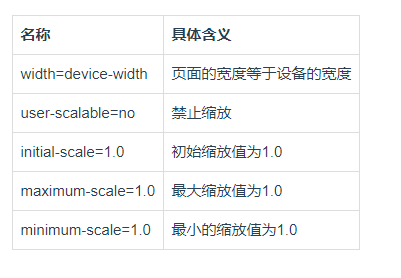 名称 具体含义
width=device-width 页面的宽度等于设备的宽度
user-scalable=no 禁止缩放
initial-scale=1.0 初始缩放值为1.0
maximum-scale=1.0 最大缩放值为1.0
minimum-scale=1.0 最小的缩放值为1.0